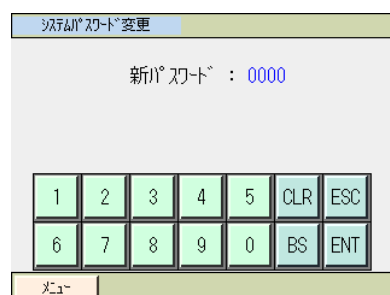 ｼｽﾃﾑﾊﾟｽﾜｰﾄﾞ変更
新ﾊﾟｽﾜｰﾄﾞ : 0000
1 2 3 4 5 CLR ESC
6 7 8 9 0 BS ENT
ﾒﾆｭｰ